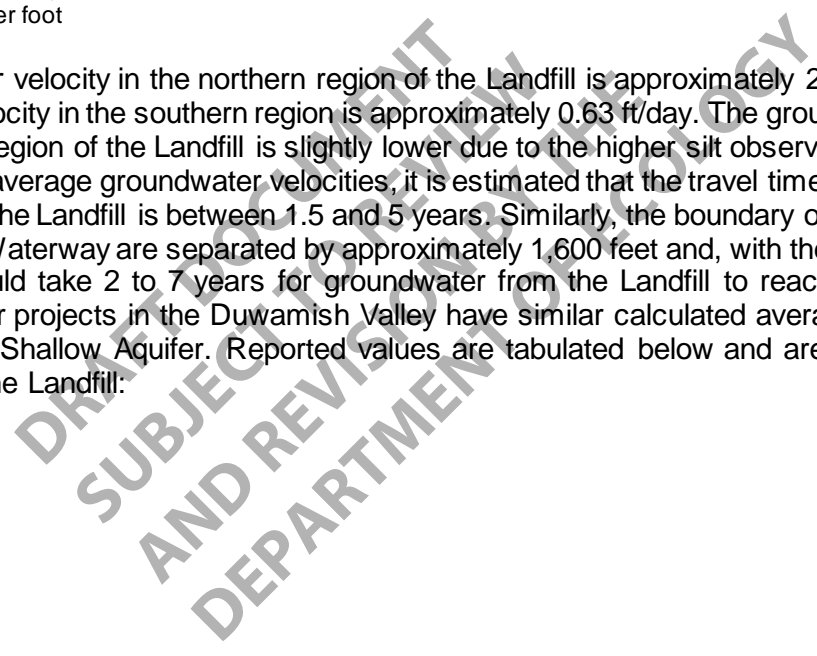 er foot
r velocity in the northern region of the Landfill is approximately 2
ocity in the southern region is approximately 0.63 ft/day. The grou
egion of the Landfill is slightly lower due to the higher silt observ
average groundwater velocities, it is estimated that the travel time
he Landfill is between 1.5 and 5 years. Similarly, the boundary o
Waterway are separated by approximately 1,600 feet and, with the
uld take 2 to 7 years for groundwater from the Landfill to reac
r projects in the Duwamish Valley have similar calculated avera
Shallow Aquifer. Reported values are tabulated below and are
he Landfill:
DRAFT DOCUMENT
SUBJECT TO REVIEW
AND REVISION BY THE
DEPARTMENT OF ECOLOGY